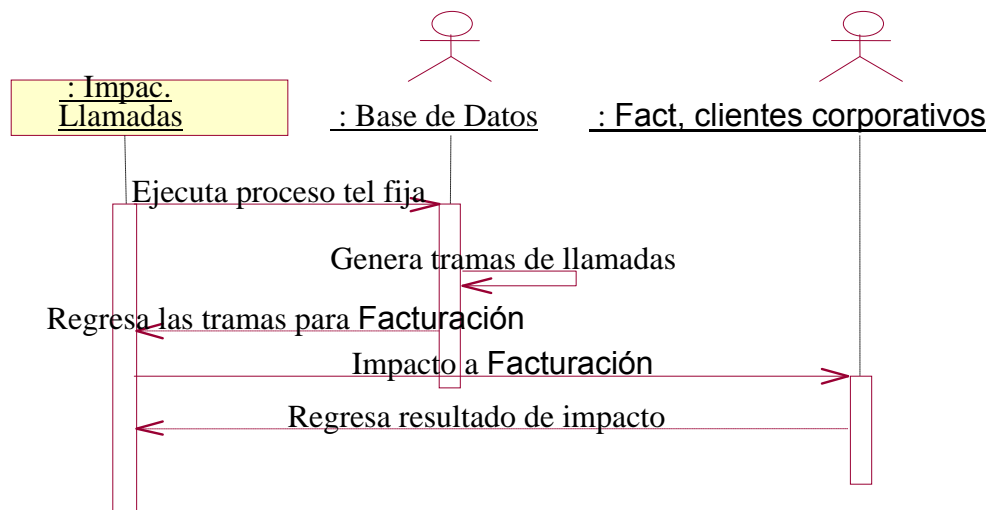 : Impac.
Llamadas
: Base de Datos
: Fact, clientes corporativos
Ejecuta proceso tel fija
Genera tramas de llamadas
Regresa las tramas para Facturación
Impacto a Facturación
Regresa resultado de impacto